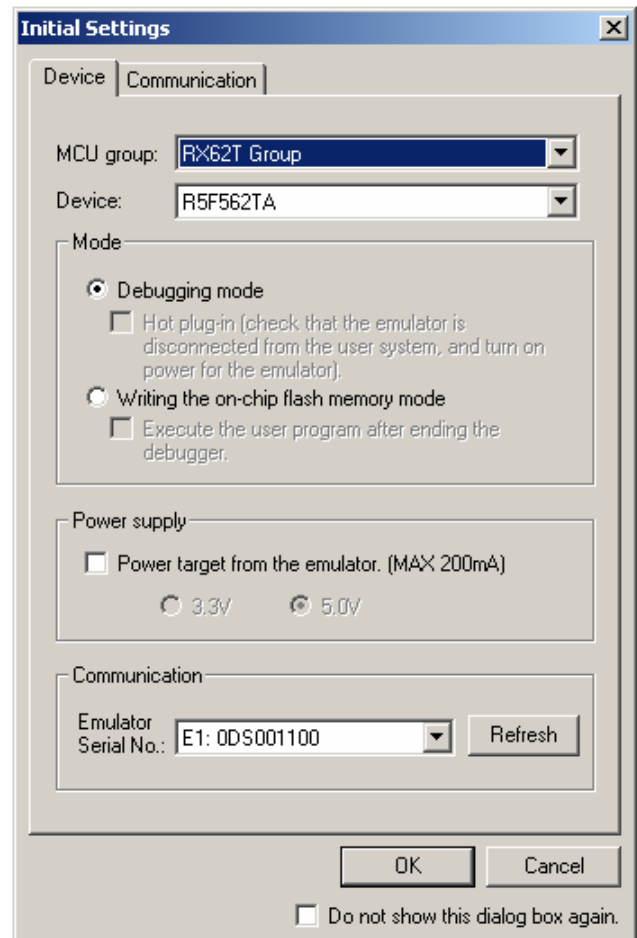 Initial Settings
Device Communication
MCU group: RX62T Group
Device: R5F562TA
Mode
Debugging mode
Hot plug-in (check that the emulator is
disconnected from the user system, and turn on
power for the emulator).
Writing the on-chip flash memory mode
Execute the user program after ending the
debugger.
Power supply
Power target from the emulator. (MAX 200mA)
3.3V 5.0V
Communication
Emulator
Serial No.: E1: 0DS001100 Refresh
OK Cancel
Do not show this dialog box again.